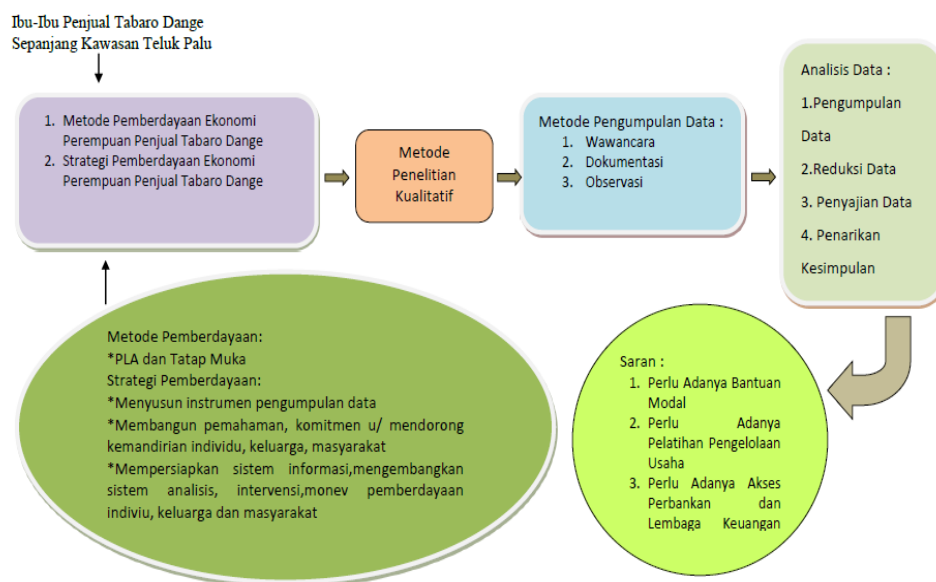 Ibu-Ibu Penjual Tabaro Dange
Sepanjang Kawasan Teluk Palu
1. Metode Pemberdayaan Ekonomi
Perempuan Penjual Tabaro Dange
2. Strategi Pemberdayaan Ekonomi
Perempuan Penjual Tabaro Dange
Metode
Penelitian
Kualitatif
Metode Pengumpulan Data :
1. Wawancara
2. Dokumentasi
3. Observasi
Analisis Data :
1.Pengumpulan
Data
2.Reduksi Data
3. Penyajian Data
4. Penarikan
Kesimpulan
Metode Pemberdayaan:
*PLA dan Tatap Muka
Strategi Pemberdayaan:
*Menyusun instrumen pengumpulan data
*Membangun pemahaman, komitmen u/ mendorong
kemandirian individu, keluarga, masyarakat
*Mempersiapkan sistem informasi,mengembangkan
sistem analisis, intervensi,monev pemberdayaan
indiviu, keluarga dan masyarakat
Saran :
1. Perlu Adanya Bantuan
Modal
2. Perlu Adanya
Pelatihan Pengelolaan
Usaha
3. Perlu Adanya Akses
Perbankan dan
Lembaga Keuangan